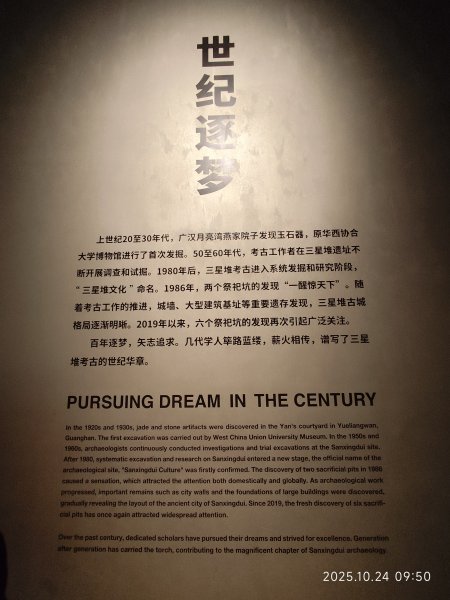 世纪逐梦
上世纪20至30年代，广汉月亮湾燕家院子发现玉石器，原华西协合
大学博物馆进行了首次发掘。50至60年代，考古工作者在三星堆遗址不
断开展调查和试掘。1980年后，三星堆考古进入系统发掘和研究阶段，
“三星堆文化”命名。1986年，两个祭祀坑的发现“一醒惊天下”。随
着考古工作的推进，城墙、大型建筑基址等重要遗存发现，三星堆古城
格局逐渐明晰。2019年以来，六个祭祀坑的发现再次引起广泛关注。
百年逐梦，矢志追求。几代学人筚路蓝缕，薪火相传，谱写了三星
堆考古的世纪华章。
PURSUING DREAM IN THE CENTURY
In the 1920s and 1930s, jade and stone artifacts were discovered in the Yan's courtyard in Yueliangwan,
Guanghan. The first excavation was carried out by West China Union University Museum. In the 1950s and
1960s, archaeologists continuously conducted investigations and trial excavations at the Sanxingdui site.
After 1980, systematic excavation and research on Sanxingdui entered a new stage, the official name of the
archaeological site, "Sanxingdui Culture" was firstly confirmed. The discovery of two sacrificial pits in 1986
caused a sensation, which attracted the attention both domestically and globally. As archaeological work
progressed, important remains such as city walls and the foundations of large buildings were discovered,
gradually revealing the layout of the ancient city of Sanxingdui. Since 2019, the fresh discovery of six sacrifi-
cial pits has once again attracted widespread attention.
Over the past century, dedicated scholars have pursued their dreams and strived for excellence. Generation
after generation has carried the torch, contributing to the magnificent chapter of Sanxingdui archaeology.
2025.10.24 09:50